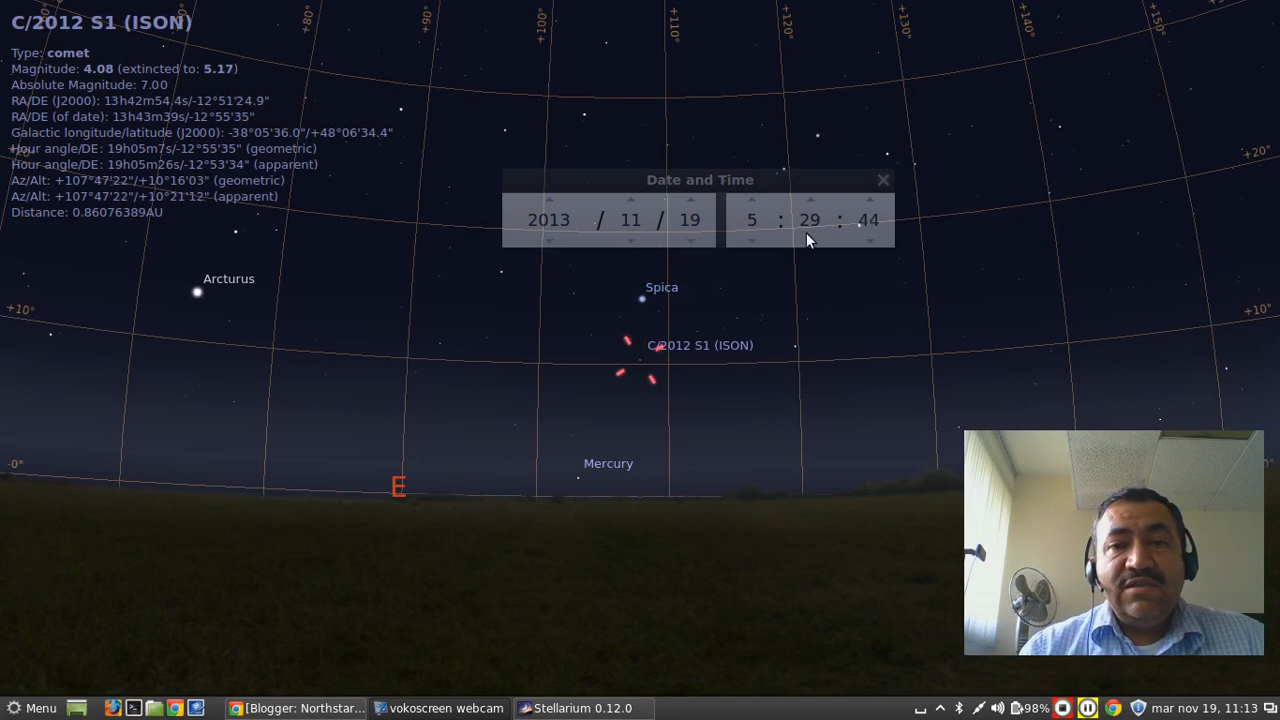 C/2012 S1 (ISON)
Type: comet
Magnitude: 4.08 (extincted to: 5.17)
Absolute Magnitude: 7.00
RA/DE (J2000): 13h42m54.4s/-12°51'24.9"
RA/DE (of date): 13h43m39s/-12°55'35"
Galactic longitude/latitude (J2000): -38°05'36.0"/+48°06'34.4"
Hour angle/DE: 19h05m7s/-12°55'35" (geometric)
Hour angle/DE: 19h05m26s/-12°53'34" (apparent)
Az/Alt: +107°47'22"/+10°16'03" (geometric)
Az/Alt: +107°47'22"/+10°21'12" (apparent)
Distance: 0.86076389AU
+80°
+90°
+100°
+110°
+120°
+130°
+140°
+150°
+20°
Date and Time
2013 / 11 / 19 5 : 29 : 44
Arcturus
Spica
+10°
+10°
C/2012 S1 (ISON)
Mercury
-0°
E
Menu
[Blogger: Northstar...
vokoscreen webcam
Stellarium 0.12.0
98%
mar nov 19, 11:13